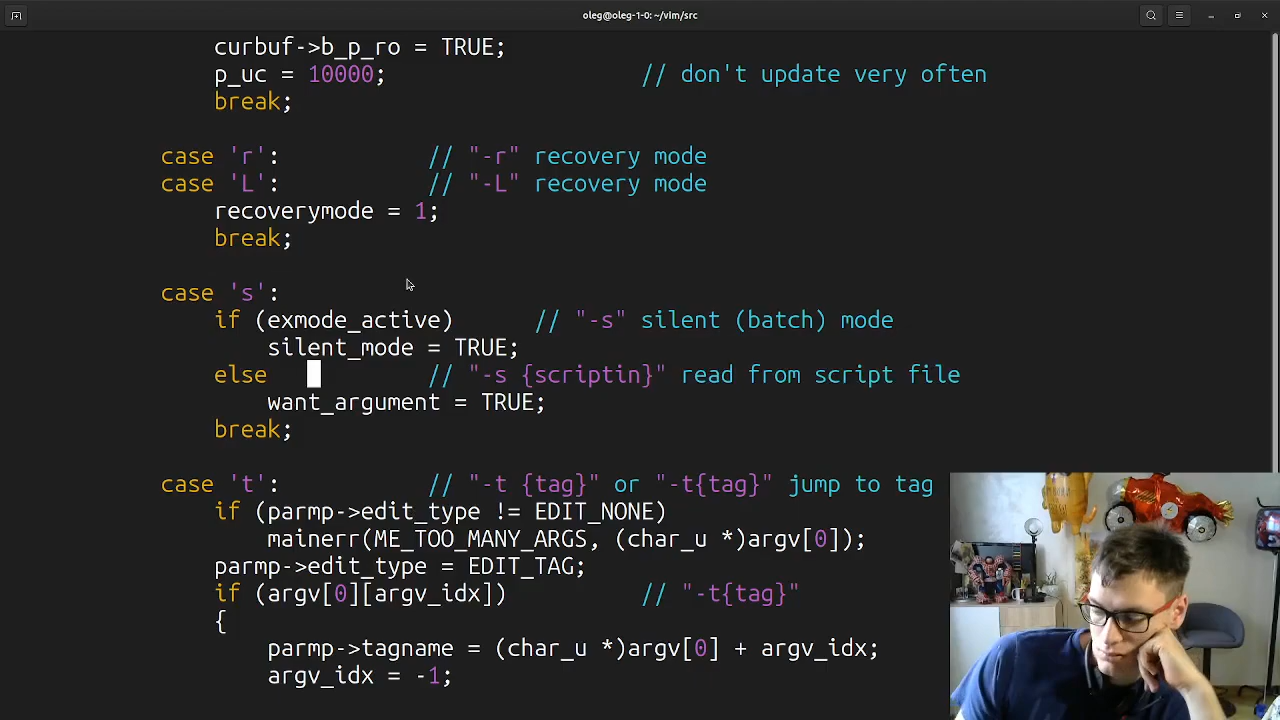 oleg@oleg-1-0: ~/vim/src
curbuf->b_p_ro = TRUE;
p_uc = 10000; // don't update very often
break;
case 'r': // "-r" recovery mode
case 'L': // "-L" recovery mode
recoverymode = 1;
break;
case 's':
if (exmode_active) // "-s" silent (batch) mode
silent_mode = TRUE;
else // "-s {scriptin}" read from script file
want_argument = TRUE;
break;
case 't': // "-t {tag}" or "-t{tag}" jump to tag
if (parmp->edit_type != EDIT_NONE)
mainerr(ME_TOO_MANY_ARGS, (char_u *)argv[0]);
parmp->edit_type = EDIT_TAG;
if (argv[0][argv_idx]) // "-t{tag}"
{
parmp->tagname = (char_u *)argv[0] + argv_idx;
argv_idx = -1;